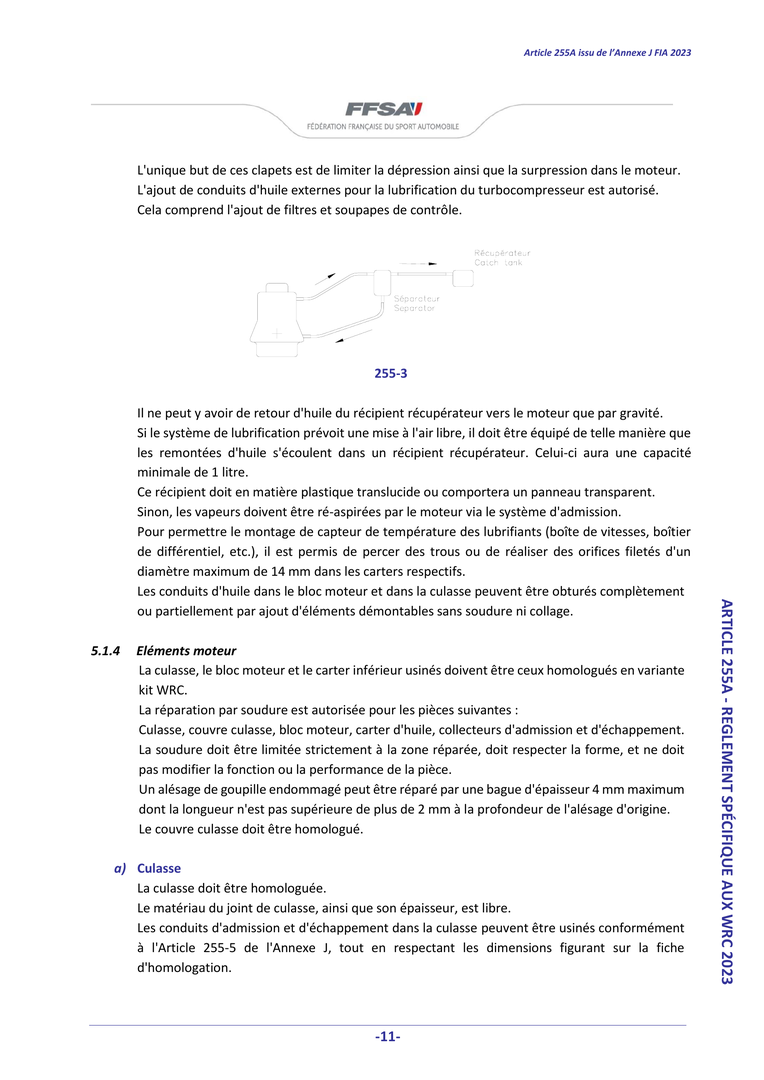 Article 255A issu de l'Annexe J FIA 2023
FFSA
FÉDÉRATION FRANÇAISE DU SPORT AUTOMOBILE
L'unique but de ces clapets est de limiter la dépression ainsi que la surpression dans le moteur.
L'ajout de conduits d'huile externes pour la lubrification du turbocompresseur est autorisé.
Cela comprend l'ajout de filtres et soupapes de contrôle.
Récupérateur
Catch tank
Séparateur
Separator
255-3
Il ne peut y avoir de retour d'huile du récipient récupérateur vers le moteur que par gravité.
Si le système de lubrification prévoit une mise à l'air libre, il doit être équipé de telle manière que
les remontées d'huile s'écoulent dans un récipient récupérateur. Celui-ci aura une capacité
minimale de 1 litre.
Ce récipient doit en matière plastique translucide ou comportera un panneau transparent.
Sinon, les vapeurs doivent être ré-aspirées par le moteur via le système d'admission.
Pour permettre le montage de capteur de température des lubrifiants (boîte de vitesses, boîtier
de différentiel, etc.), il est permis de percer des trous ou de réaliser des orifices filetés d'un
diamètre maximum de 14 mm dans les carters respectifs.
Les conduits d'huile dans le bloc moteur et dans la culasse peuvent être obturés complètement
ou partiellement par ajout d'éléments démontables sans soudure ni collage.
5.1.4 Eléments moteur
La culasse, le bloc moteur et le carter inférieur usinés doivent être ceux homologués en variante
kit WRC.
La réparation par soudure est autorisée pour les pièces suivantes :
Culasse, couvre culasse, bloc moteur, carter d'huile, collecteurs d'admission et d'échappement.
La soudure doit être limitée strictement à la zone réparée, doit respecter la forme, et ne doit
pas modifier la fonction ou la performance de la pièce.
Un alésage de goupille endommagé peut être réparé par une bague d'épaisseur 4 mm maximum
dont la longueur n'est pas supérieure de plus de 2 mm à la profondeur de l'alésage d'origine.
Le couvre culasse doit être homologué.
a) Culasse
La culasse doit être homologuée.
Le matériau du joint de culasse, ainsi que son épaisseur, est libre.
Les conduits d'admission et d'échappement dans la culasse peuvent être usinés conformément
à l'Article 255-5 de l'Annexe J, tout en respectant les dimensions figurant sur la fiche
d'homologation.
ARTICLE 255A - REGLEMENT SPÉCIFIQUE AUX WRC 2023
-11-